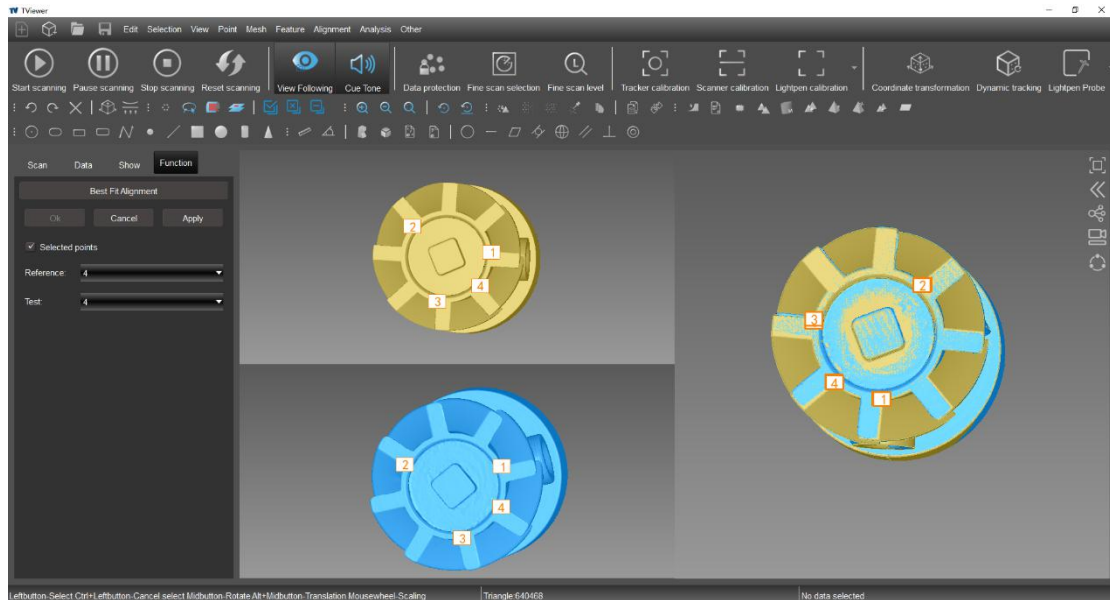 TViewer
Edit Selection View Point Mesh Feature Alignment Analysis Other
Start scanning Pause scanning Stop scanning Reset scanning View Following Cue Tone Data protection Fine scan selection Fine scan level Tracker calibration Scanner calibration Lightpen calibration Coordinate transformation Dynamic tracking Lightpen Probe
Scan Data Show Function
Best Fit Alignment
Ok Cancel Apply
Selected points
Reference: 4
Test: 4
2
1
4
3
2
1
4
3
2
3
4
1
Leftbutton-Select Ctrl+Leftbutton-Cancel select Midbutton-Rotate Alt+Midbutton-Translation Mousewheel-Scaling Triangle:640468 No data selected